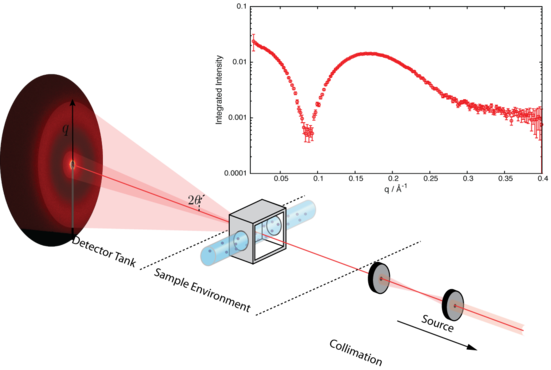 0.1
0.01
0.001
0.0001
Integrated Intensity
0.05
0.1
0.15
0.2
0.25
0.3
0.35
0.4
q / Å⁻¹
q
2θ
Detector Tank
Sample Environment
Source
Collimation